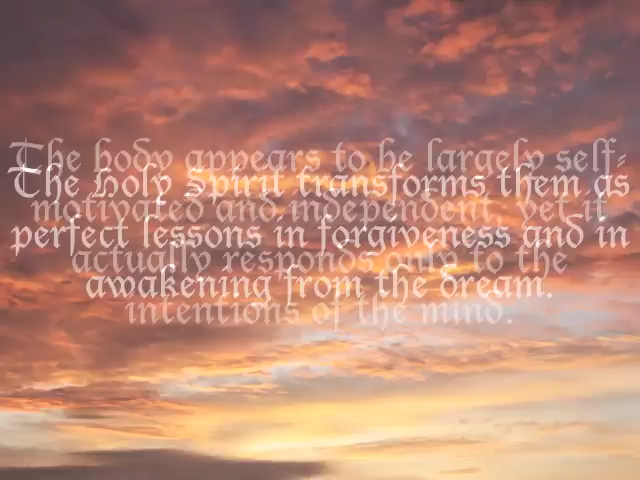 The body appears to be largely self-
The Holy Spirit transforms them as
motivated and independent, yet it
perfect lessons in forgiveness and in
actually responds only to the
awakening from the dream.
intentions of the mind.